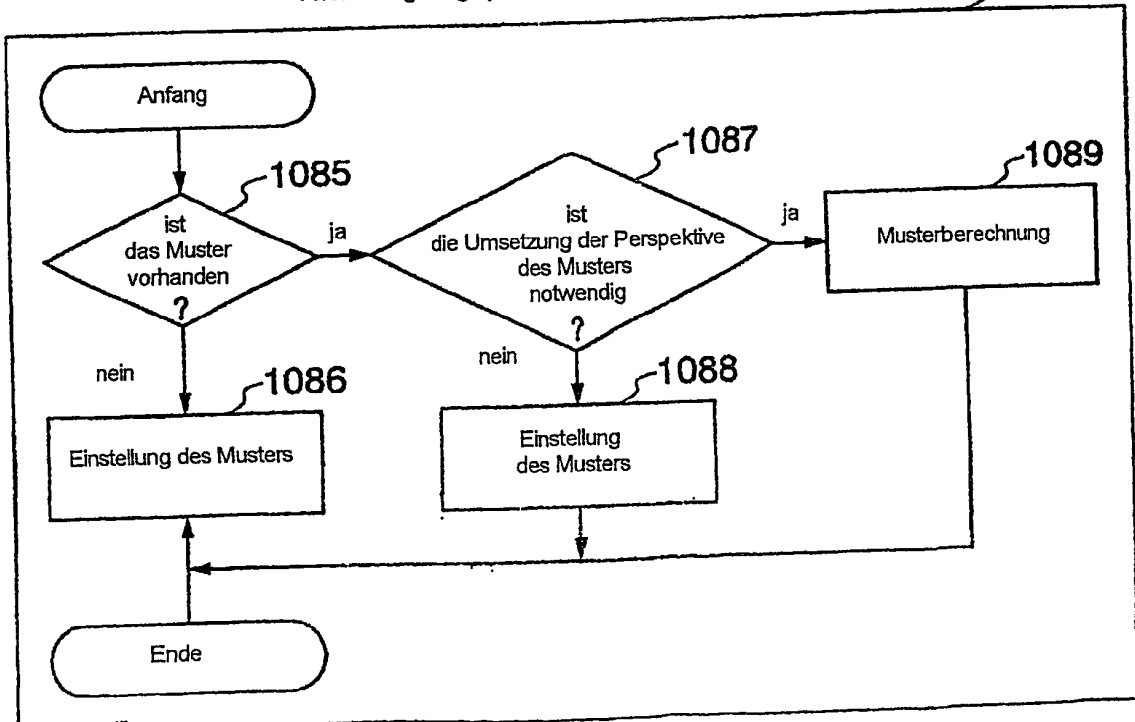 Anfang
1085
ist
das Muster
vorhanden
?
ja
nein
1086
Einstellung des Musters
1087
ist
die Umsetzung der Perspektive
des Musters
notwendig
?
ja
nein
1088
Einstellung
des Musters
1089
Musterberechnung
Ende